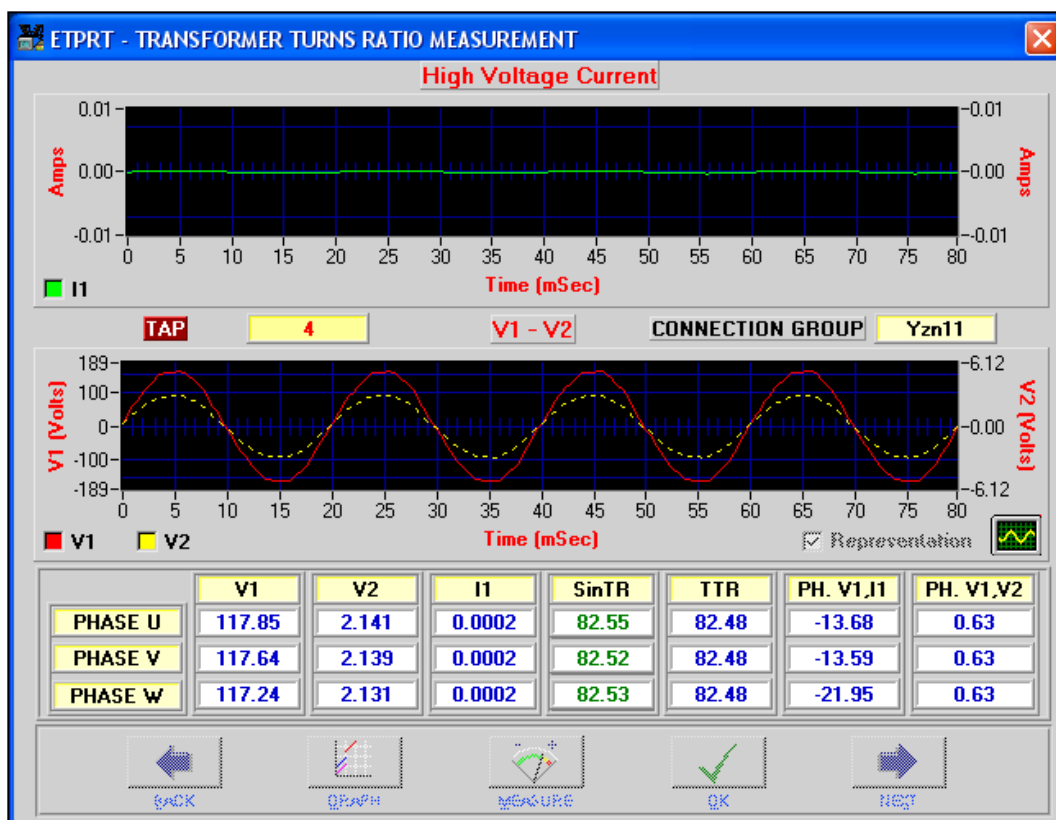 ETPRT - TRANSFORMER TURNS RATIO MEASUREMENT
High Voltage Current
0.01 0.01
Amps 0.00 0.00 Amps
-0.01 -0.01
0 5 10 15 20 25 30 35 40 45 50 55 60 65 70 75 80
I1 Time (mSec)
TAP 4 V1 - V2 CONNECTION GROUP Yzn11
189 6.12
100
V1 (Volts) 0 0.00 V2 (Volts)
-100
-189 -6.12
0 5 10 15 20 25 30 35 40 45 50 55 60 65 70 75 80
V1 V2 Time (mSec) Representation
V1 V2 I1 SinTR TTR PH. V1,I1 PH. V1,V2
PHASE U 117.85 2.141 0.0002 82.55 82.48 -13.68 0.63
PHASE V 117.64 2.139 0.0002 82.52 82.48 -13.59 0.63
PHASE W 117.24 2.131 0.0002 82.53 82.48 -21.95 0.63
- +
BACK GRAPH MEASURE OK NEXT